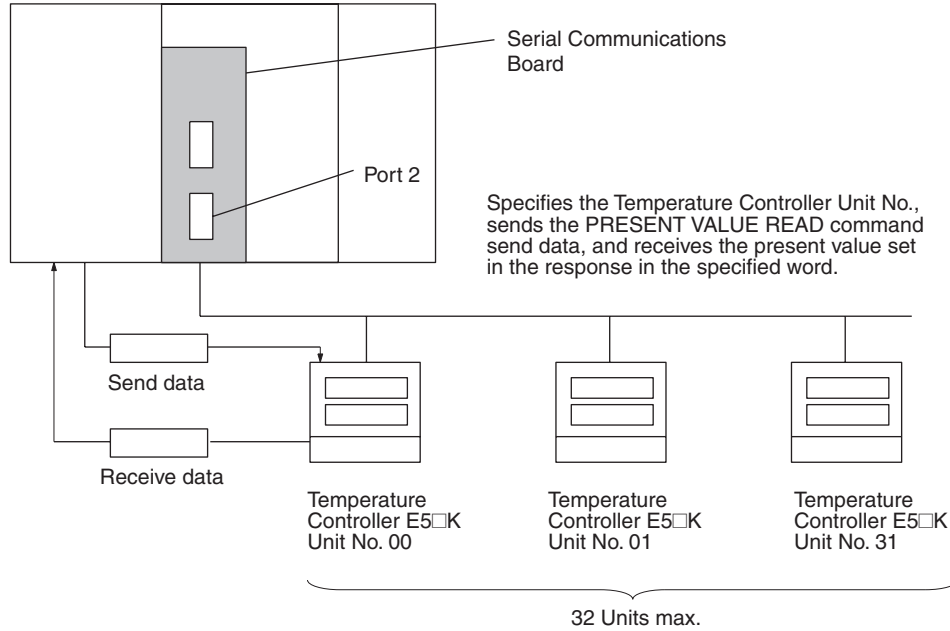 Serial Communications
Board
Port 2
Specifies the Temperature Controller Unit No.,
sends the PRESENT VALUE READ command
send data, and receives the present value set
in the response in the specified word.
Send data
Receive data
Temperature
Controller E5□K
Unit No. 00
Temperature
Controller E5□K
Unit No. 01
Temperature
Controller E5□K
Unit No. 31
32 Units max.